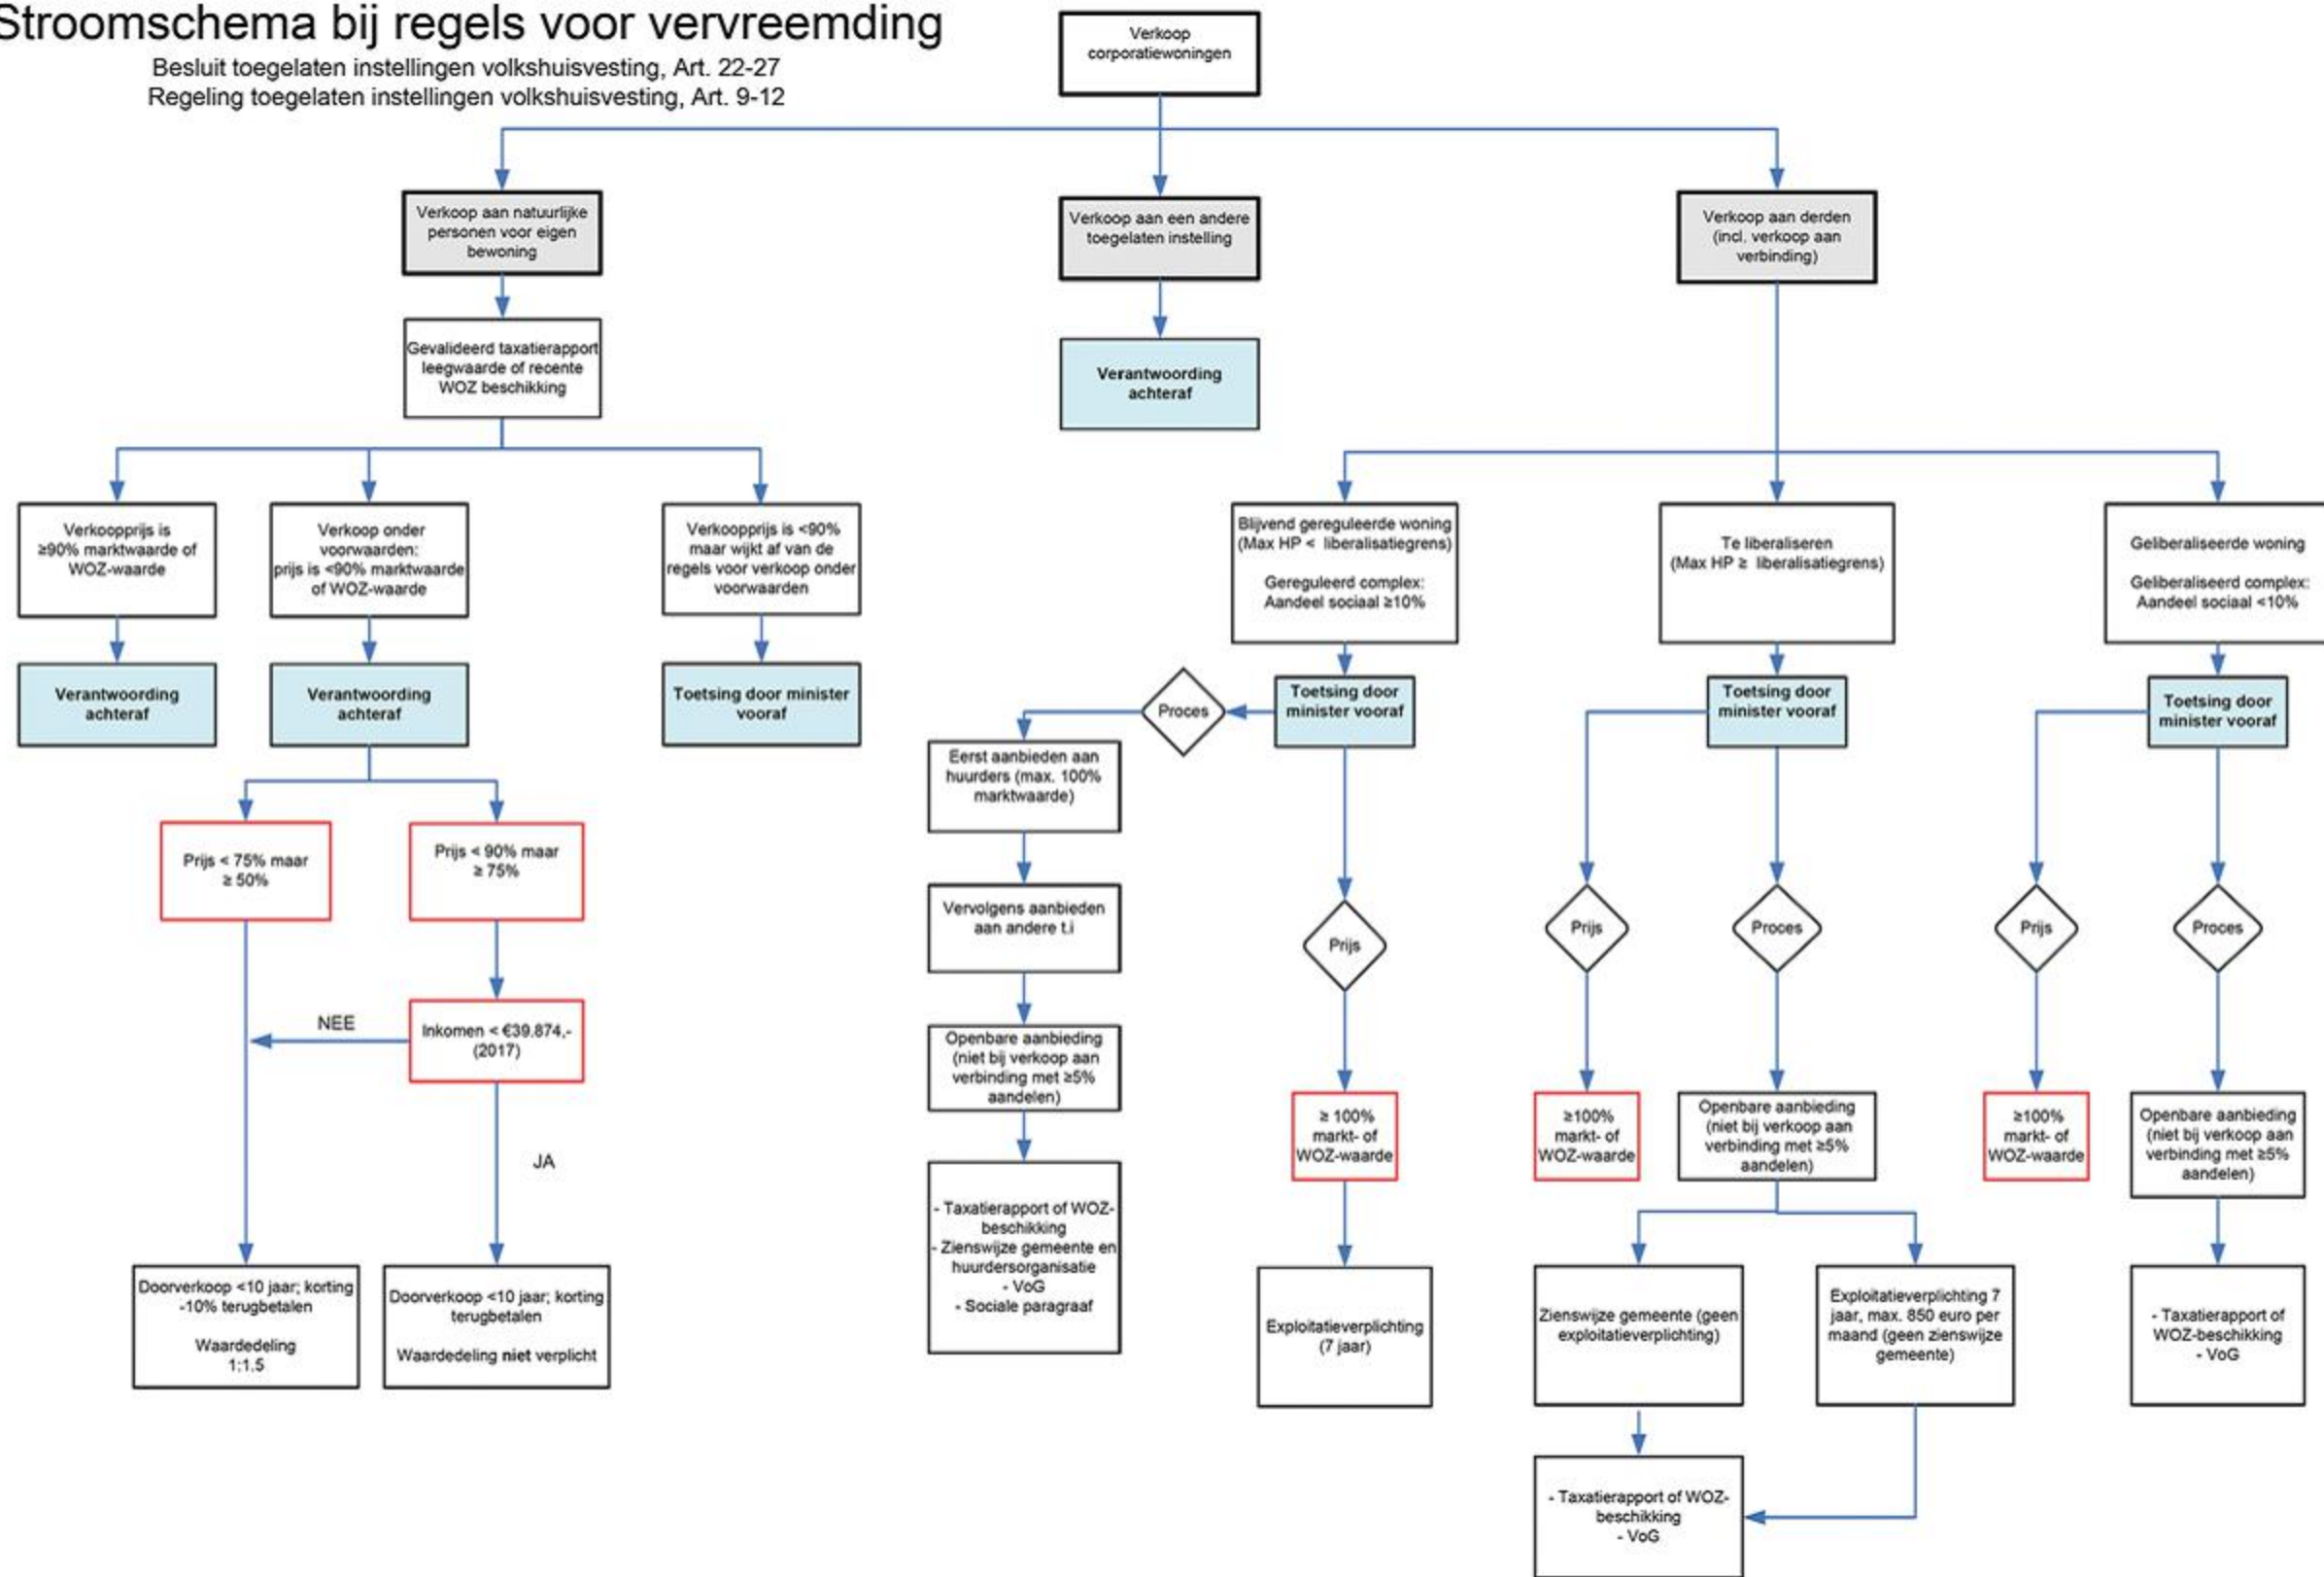 Stroomschema bij regels voor vervreemding
Besluit toegelaten instellingen volkshuisvesting, Art. 22-27
Regeling toegelaten instellingen volkshuisvesting, Art. 9-12
Verkoop
corporatiewoningen
Verkoop aan natuurlijke
personen voor eigen
bewoning
Verkoop aan een andere
toegelaten instelling
Verkoop aan derden
(incl. verkoop aan
verbinding)
Gevalideerd taxatierapport
leegwaarde of recente
WOZ beschikking
Verantwoording
achteraf
Verkoopprijs is
≥90% marktwaarde of
WOZ-waarde
Verkoop onder
voorwaarden:
prijs is <90% marktwaarde
of WOZ-waarde
Verkoopprijs is <90%
maar wijkt af van de
regels voor verkoop onder
voorwaarden
Blijvend gereguleerde woning
(Max HP < liberalisatiegrens)
Gereguleerd complex:
Aandeel sociaal ≥10%
Te liberaliseren
(Max HP ≥ liberalisatiegrens)
Geliberaliseerde woning
Geliberaliseerd complex:
Aandeel sociaal <10%
Verantwoording
achteraf
Verantwoording
achteraf
Toetsing door minister
vooraf
Proces
Toetsing door
minister vooraf
Toetsing door
minister vooraf
Toetsing door
minister vooraf
Eerst aanbieden aan
huurders (max. 100%
marktwaarde)
Prijs < 75% maar
≥ 50%
Prijs < 90% maar
≥ 75%
Vervolgens aanbieden
aan andere t.i
Prijs
Prijs
Proces
Prijs
Proces
NEE
Inkomen < €39.874,-
(2017)
Openbare aanbieding
(niet bij verkoop aan
verbinding met ≥5%
aandelen)
≥ 100%
markt- of
WOZ-waarde
≥100%
markt- of
WOZ-waarde
Openbare aanbieding
(niet bij verkoop aan
verbinding met ≥5%
aandelen)
≥100%
markt- of
WOZ-waarde
Openbare aanbieding
(niet bij verkoop aan
verbinding met ≥5%
aandelen)
JA
- Taxatierapport of WOZ-
beschikking
- Zienswijze gemeente en
huurdersorganisatie
- VoG
- Sociale paragraaf
Doorverkoop <10 jaar; korting
-10% terugbetalen
Waardedeling
1:1.5
Doorverkoop <10 jaar; korting
terugbetalen
Waardedeling niet verplicht
Exploitatieverplichting
(7 jaar)
Zienswijze gemeente (geen
exploitatieverplichting)
Exploitatieverplichting 7
jaar, max. 850 euro per
maand (geen zienswijze
gemeente)
- Taxatierapport of
WOZ-beschikking
- VoG
- Taxatierapport of WOZ-
beschikking
- VoG